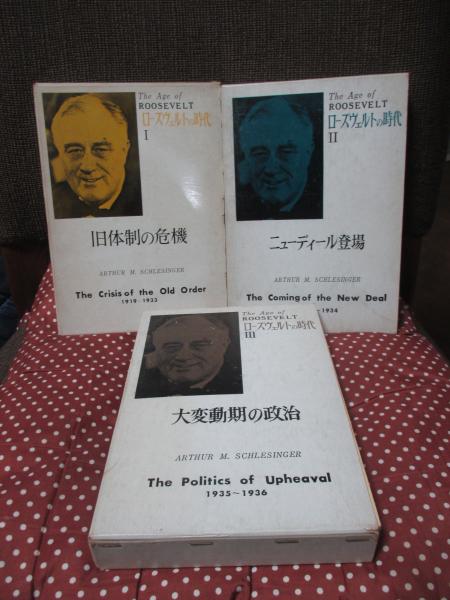 The Age of
ROOSEVELT
ローズヴェルトの時代
I
旧体制の危機
ARTHUR M. SCHLESINGER
The Crisis of the Old Order
1919-1933
The Age of
ROOSEVELT
ローズヴェルトの時代
II
ニューディール登場
ARTHUR M. SCHLESINGER
The Coming of the New Deal
1934
The Age of
ROOSEVELT
ローズヴェルトの時代
III
大変動期の政治
ARTHUR M. SCHLESINGER
The Politics of Upheaval
1935~1936